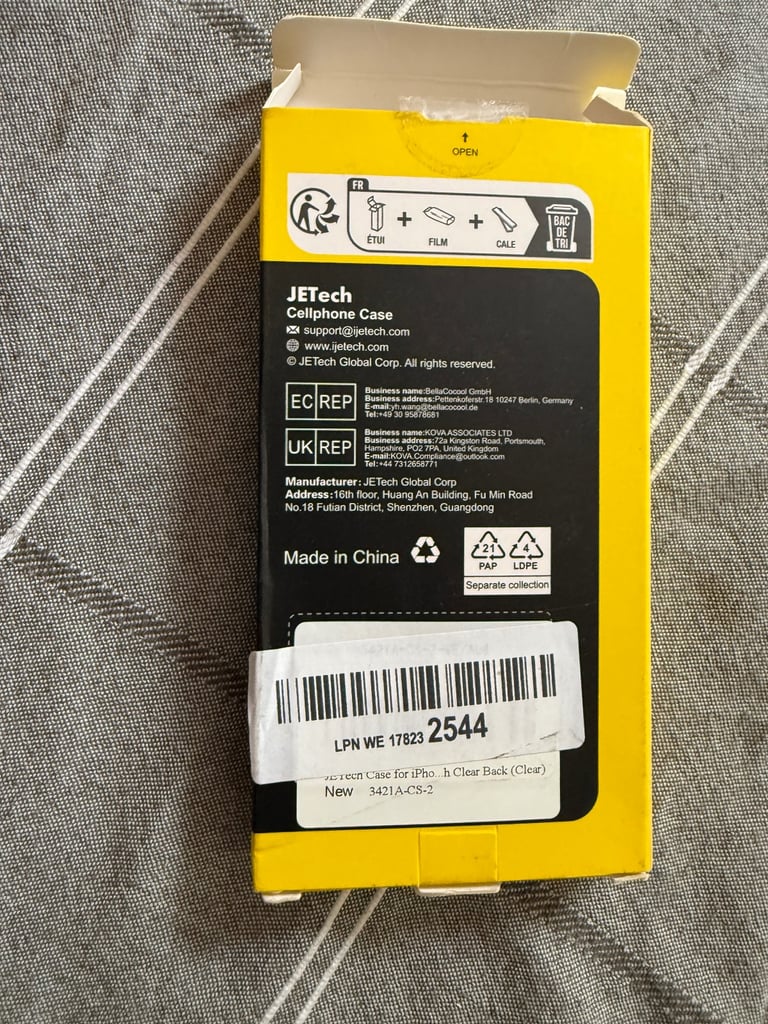 OPEN
FR
ÉTUI + FILM + CALE
BAC
DE
TRI
JETech
Cellphone Case
support@ijetech.com
www.ijetech.com
© JETech Global Corp. All rights reserved.
EC REP
Business name:BellaCocool GmbH
Business address:Pettenkoferstr.18 10247 Berlin, Germany
E-mail:yh.wang@bellacocool.de
Tel:+49 30 95878681
UK REP
Business name:KOVA ASSOCIATES LTD
Business address:72a Kingston Road, Portsmouth,
Hampshire, PO2 7PA, United Kingdom
E-mail:KOVA.Compliance@outlook.com
Tel:+44 7312658771
Manufacturer: JETech Global Corp
Address:16th floor, Huang An Building, Fu Min Road
No.18 Futian District, Shenzhen, Guangdong
Made in China
21 4
PAP LDPE
Separate collection
LPN WE 17823 2544
JETech Case for iPho...h Clear Back (Clear)
New 3421A-CS-2